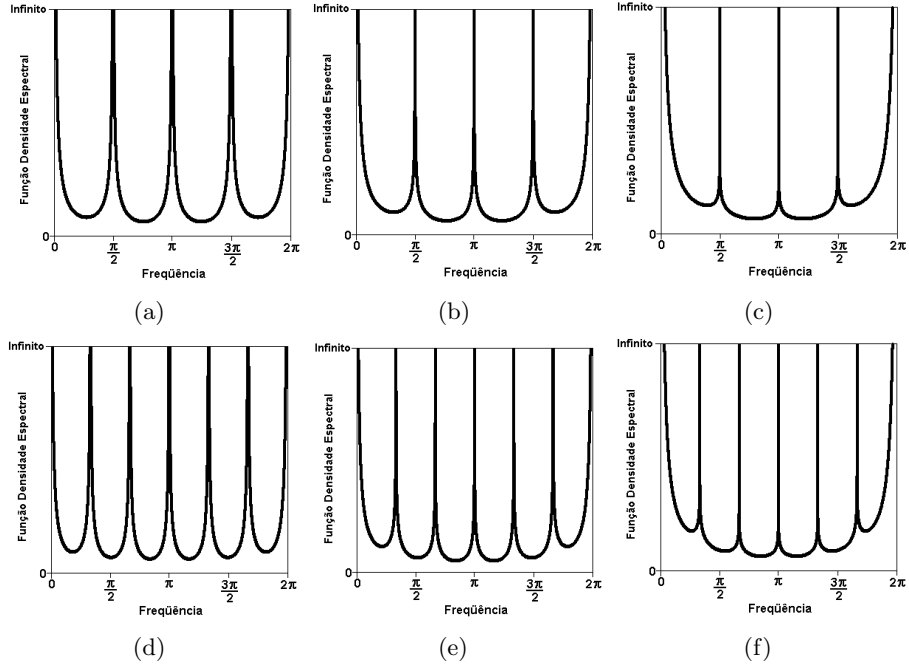 Infinito
Função Densidade Espectral
0
0
π/2
π
3π/2
2π
Freqüência
(a)
Infinito
Função Densidade Espectral
0
0
π/2
π
3π/2
2π
Freqüência
(b)
Infinito
Função Densidade Espectral
0
0
π/2
π
3π/2
2π
Freqüência
(c)
Infinito
Função Densidade Espectral
0
0
π/2
π
3π/2
2π
Freqüência
(d)
Infinito
Função Densidade Espectral
0
0
π/2
π
3π/2
2π
Freqüência
(e)
Infinito
Função Densidade Espectral
0
0
π/2
π
3π/2
2π
Freqüência
(f)